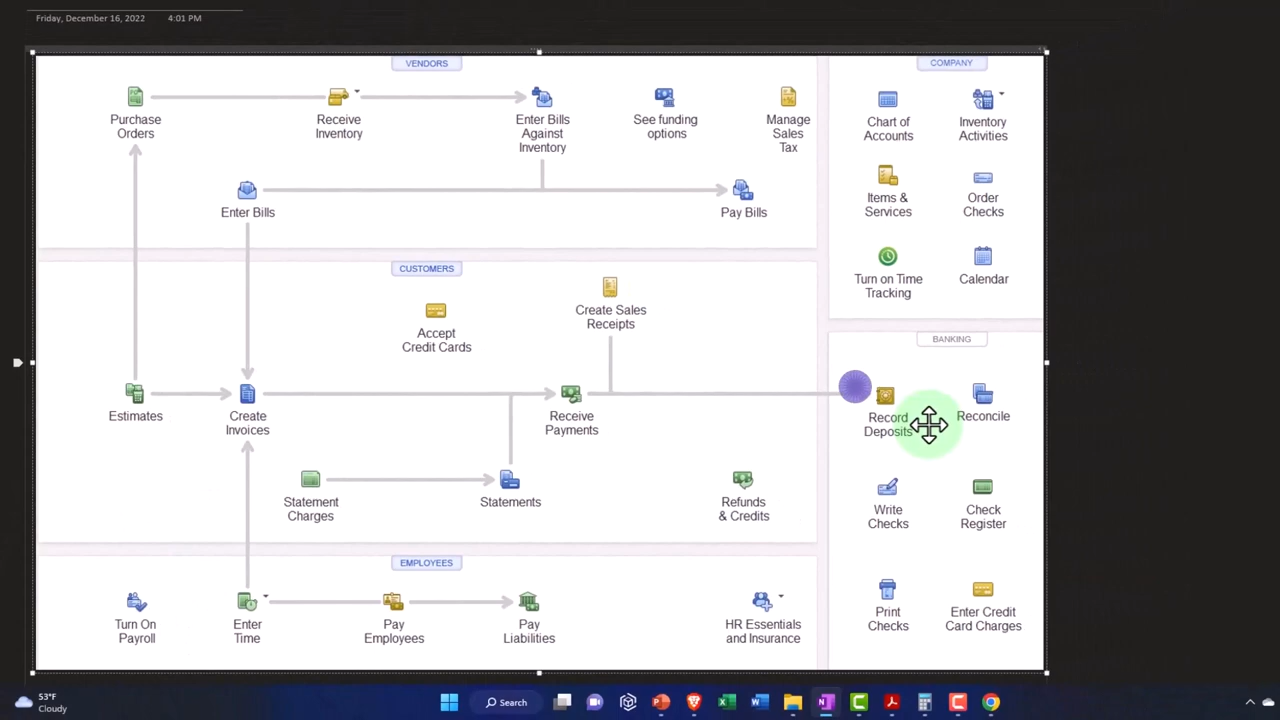 Friday, December 16, 2022 4:01 PM
VENDORS
Purchase
Orders
Receive
Inventory
Enter Bills
Against
Inventory
See funding
options
Manage
Sales
Tax
Enter Bills
Pay Bills
CUSTOMERS
Create Sales
Receipts
Accept
Credit Cards
Estimates
Create
Invoices
Receive
Payments
Statement
Charges
Statements
Refunds
& Credits
EMPLOYEES
Turn On
Payroll
Enter
Time
Pay
Employees
Pay
Liabilities
HR Essentials
and Insurance
COMPANY
Chart of
Accounts
Inventory
Activities
Items &
Services
Order
Checks
Turn on Time
Tracking
Calendar
BANKING
Record
Deposits
Reconcile
Write
Checks
Check
Register
Print
Checks
Enter Credit
Card Charges
53°F
Cloudy
Search